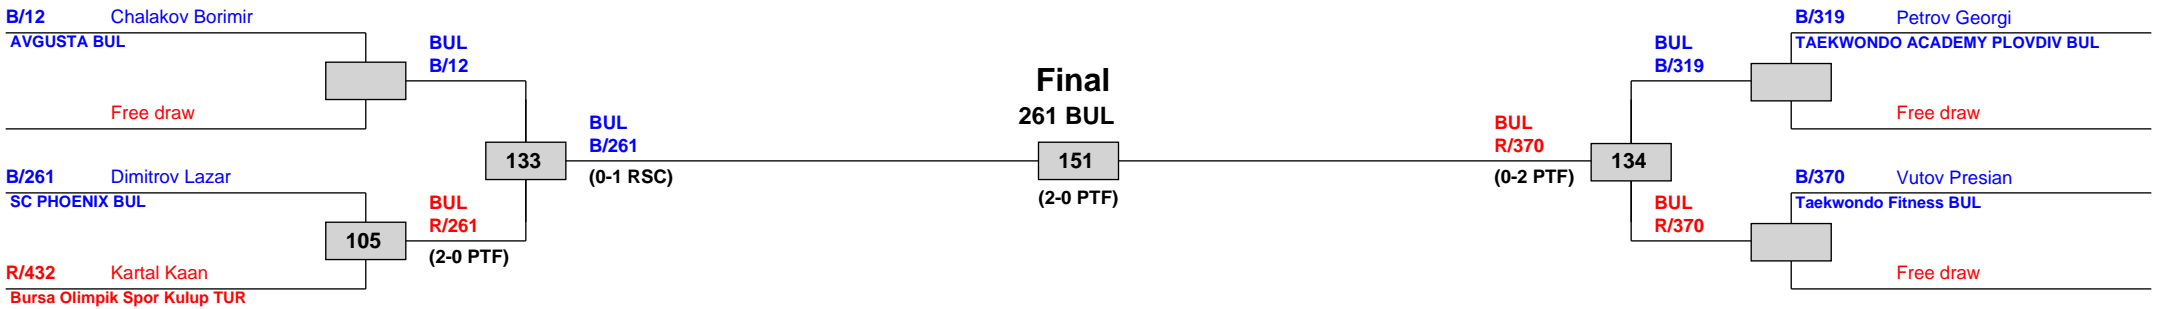 B/12 Chalakov Borimir
AVGUSTA BUL
Free draw
B/261 Dimitrov Lazar
SC PHOENIX BUL
105
R/432 Kartal Kaan
Bursa Olimpik Spor Kulup TUR
BUL
B/12
BUL
R/261
(2-0 PTF)
133
BUL
B/261
(0-1 RSC)
Final
261 BUL
151
(2-0 PTF)
BUL
R/370
(0-2 PTF)
134
BUL
B/319
BUL
R/370
B/319 Petrov Georgi
TAEKWONDO ACADEMY PLOVDIV BUL
Free draw
B/370 Vutov Presian
Taekwondo Fitness BUL
Free draw